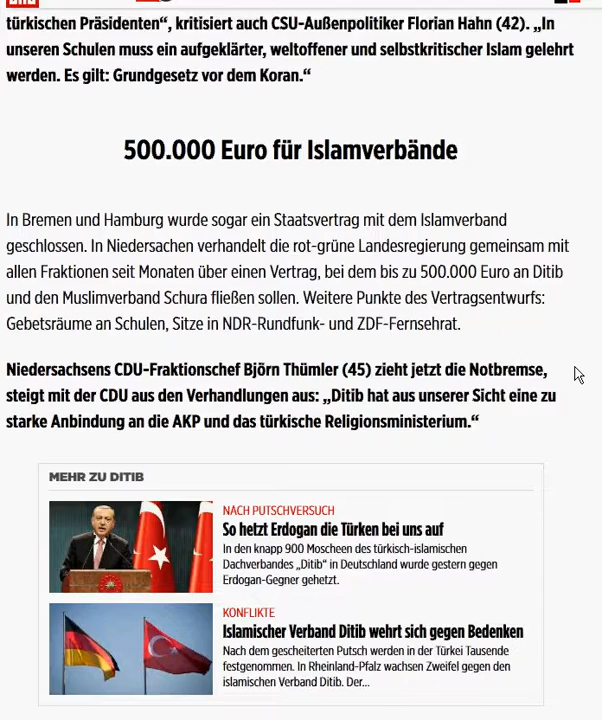 türkischen Präsidenten“, kritisiert auch CSU-Außenpolitiker Florian Hahn (42). „In
unseren Schulen muss ein aufgeklärter, weltoffener und selbstkritischer Islam gelehrt
werden. Es gilt: Grundgesetz vor dem Koran.“
500.000 Euro für Islamverbände
In Bremen und Hamburg wurde sogar ein Staatsvertrag mit dem Islamverband
geschlossen. In Niedersachen verhandelt die rot-grüne Landesregierung gemeinsam mit
allen Fraktionen seit Monaten über einen Vertrag, bei dem bis zu 500.000 Euro an Ditib
und den Muslimverband Schura fließen sollen. Weitere Punkte des Vertragsentwurfs:
Gebetsräume an Schulen, Sitze in NDR-Rundfunk- und ZDF-Fernsehrat.
Niedersachsens CDU-Fraktionschef Björn Thümler (45) zieht jetzt die Notbremse,
steigt mit der CDU aus den Verhandlungen aus: „Ditib hat aus unserer Sicht eine zu
starke Anbindung an die AKP und das türkische Religionsministerium.“
MEHR ZU DITIB
NACH PUTSCHVERSUCH
So hetzt Erdogan die Türken bei uns auf
In den knapp 900 Moscheen des türkisch-islamischen
Dachverbandes „Ditib“ in Deutschland wurde gestern gegen
Erdogan-Gegner gehetzt.
KONFLIKTE
Islamischer Verband Ditib wehrt sich gegen Bedenken
Nach dem gescheiterten Putsch werden in der Türkei Tausende
festgenommen. In Rheinland-Pfalz wachsen Zweifel gegen den
islamischen Verband Ditib. Der...